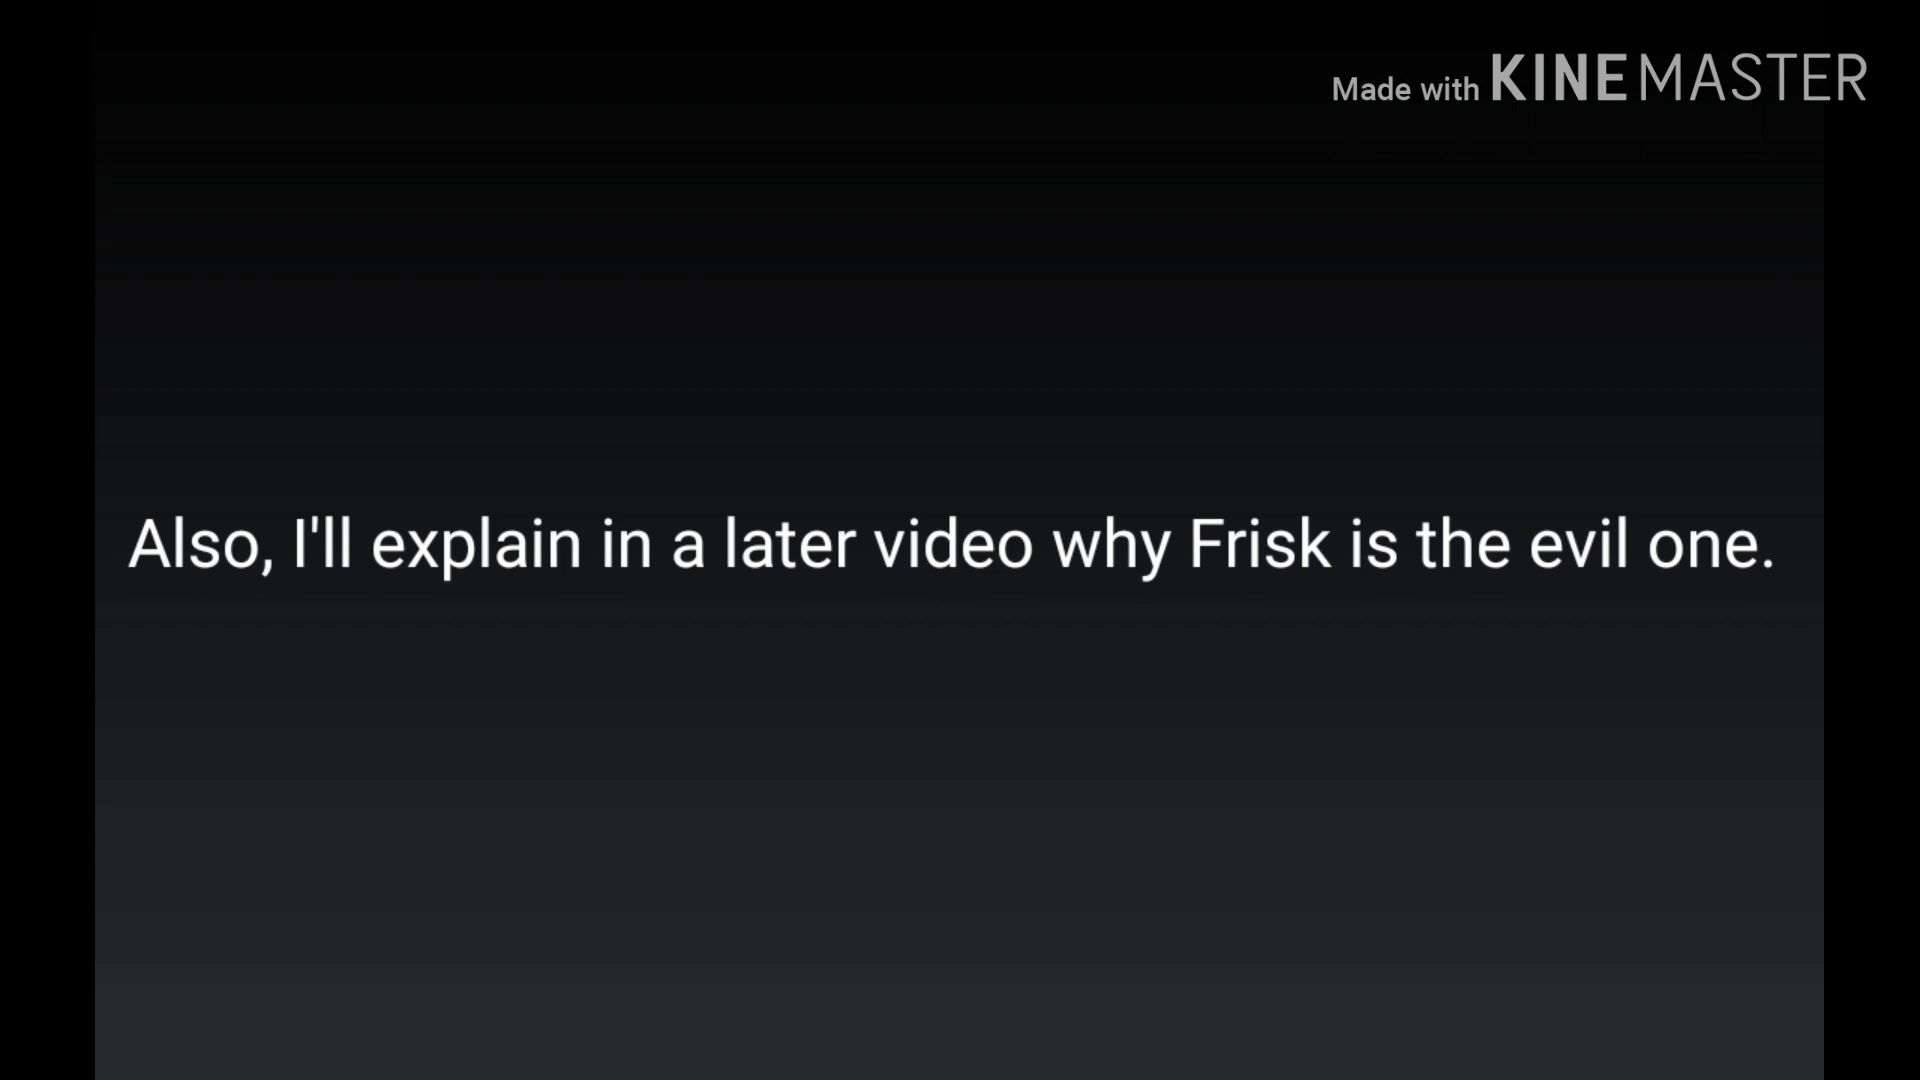 Made with KINEMASTER
Also, I'll explain in a later video why Frisk is the evil one.